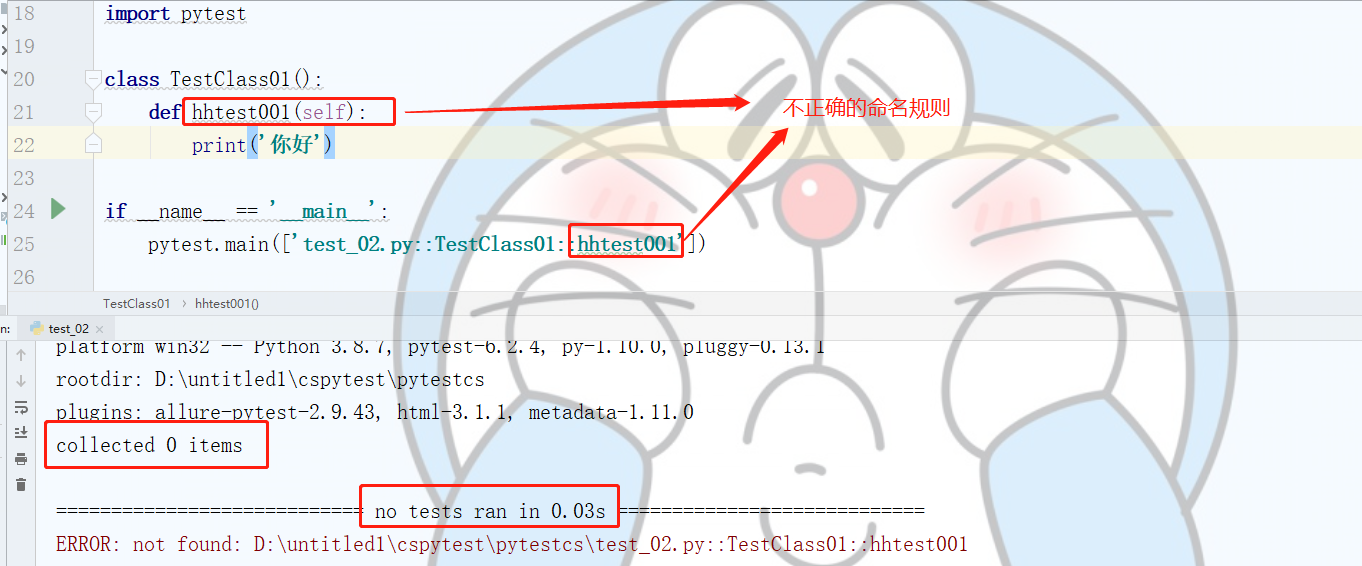 18 import pytest
19
20 class TestClass01():
21 def hhtest001(self):
不正确的命名规则
22 print('你好')
23
24 if __name__ == '__main__':
25 pytest.main(['test_02.py::TestClass01::hhtest001'])
26
TestClass01 › hhtest001()
n: test_02 ×
platform win32 -- Python 3.8.7, pytest-6.2.4, py-1.10.0, pluggy-0.13.1
rootdir: D:\untitled1\cspytest\pytestcs
plugins: allure-pytest-2.9.43, html-3.1.1, metadata-1.11.0
collected 0 items
============================ no tests ran in 0.03s ============================
ERROR: not found: D:\untitled1\cspytest\pytestcs\test_02.py::TestClass01::hhtest001